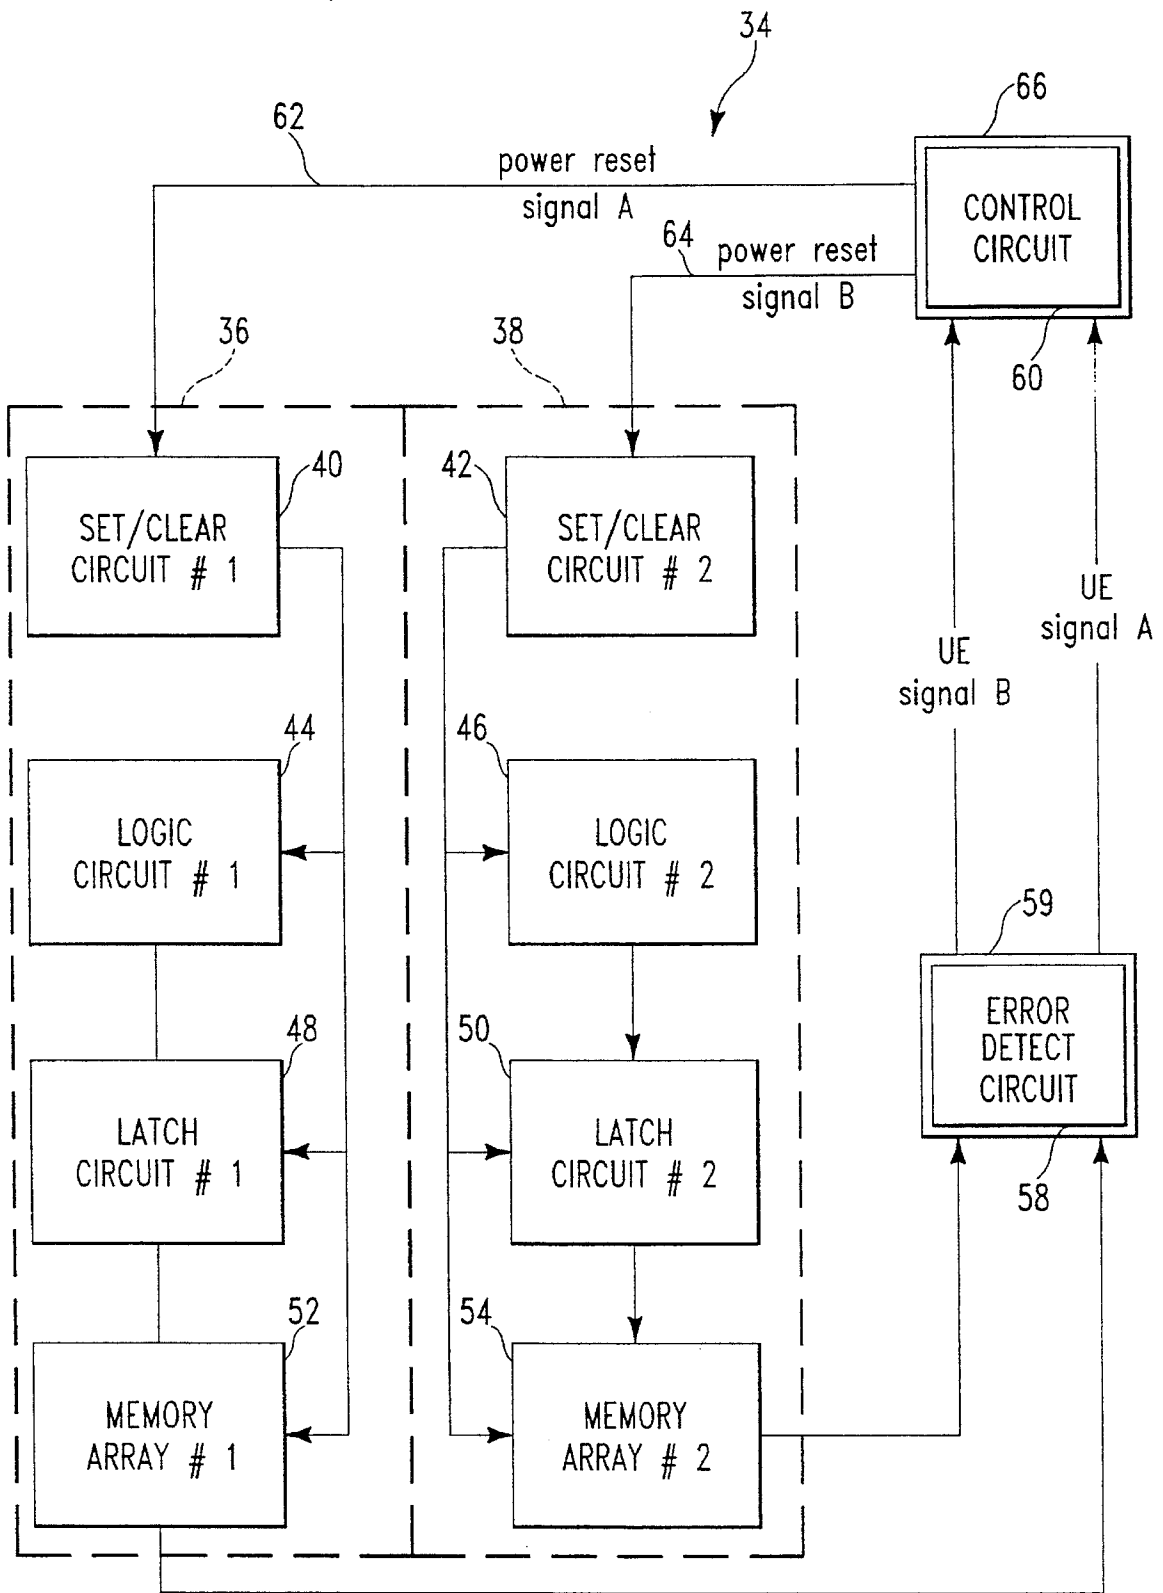 34
66
62
power reset
signal A
CONTROL
CIRCUIT
64
power reset
signal B
60
36
38
40
SET/CLEAR
CIRCUIT # 1
42
SET/CLEAR
CIRCUIT # 2
UE
signal A
UE
signal B
44
LOGIC
CIRCUIT # 1
46
LOGIC
CIRCUIT # 2
59
ERROR
DETECT
CIRCUIT
58
48
LATCH
CIRCUIT # 1
50
LATCH
CIRCUIT # 2
52
MEMORY
ARRAY # 1
54
MEMORY
ARRAY # 2